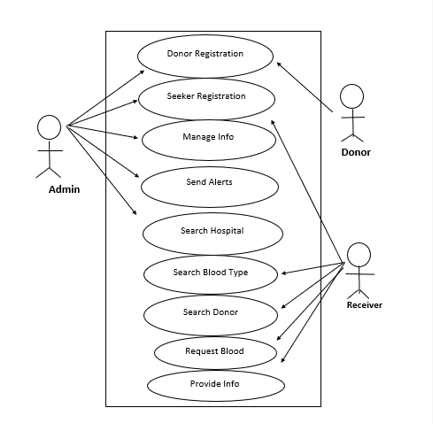 Donor Registration
Seeker Registration
Manage Info
Donor
Send Alerts
Admin
Search Hospital
Search Blood Type
Receiver
Search Donor
Request Blood
Provide Info